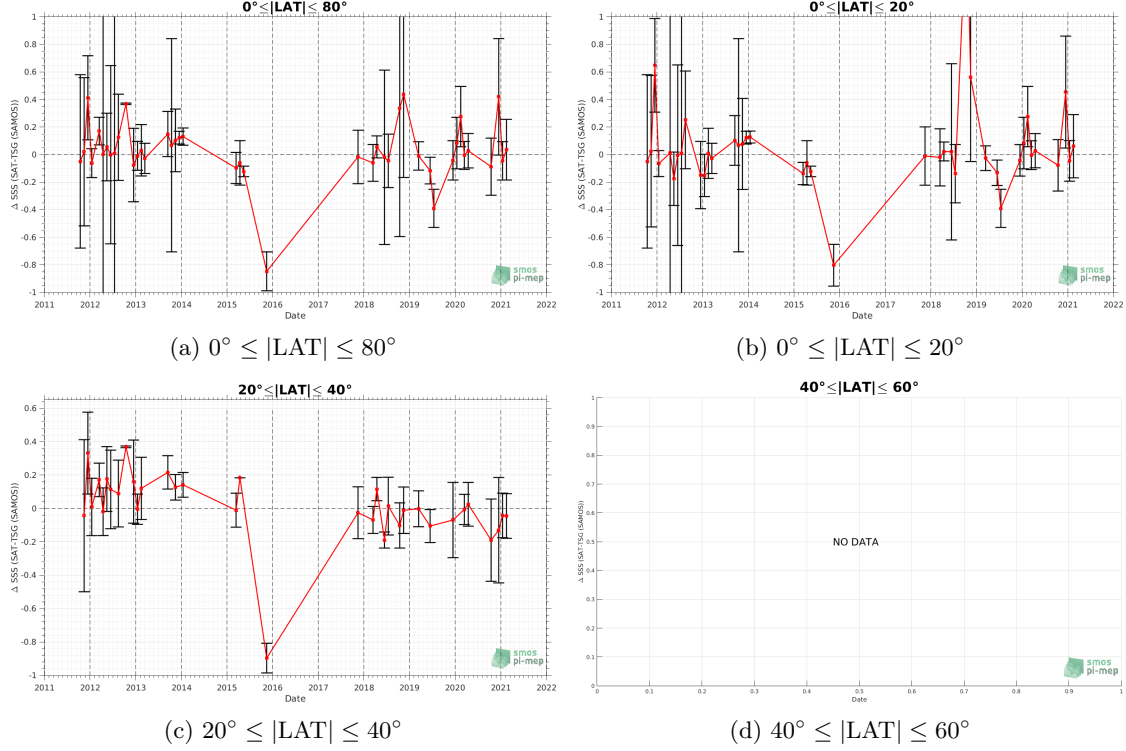 0°≤|LAT|≤ 80°
Δ SSS (SAT-TSG (SAMOS))
1
0.8
0.6
0.4
0.2
0
-0.2
-0.4
-0.6
-0.8
-1
2011 2012 2013 2014 2015 2016 2017 2018 2019 2020 2021 2022
Date
smos
pi-mep
(a) 0° ≤ |LAT| ≤ 80°
0°≤|LAT|≤ 20°
Δ SSS (SAT-TSG (SAMOS))
1
0.8
0.6
0.4
0.2
0
-0.2
-0.4
-0.6
-0.8
-1
2011 2012 2013 2014 2015 2016 2017 2018 2019 2020 2021 2022
Date
smos
pi-mep
(b) 0° ≤ |LAT| ≤ 20°
20°≤|LAT|≤ 40°
Δ SSS (SAT-TSG (SAMOS))
0.6
0.4
0.2
0
-0.2
-0.4
-0.6
-0.8
-1
2011 2012 2013 2014 2015 2016 2017 2018 2019 2020 2021 2022
Date
smos
pi-mep
(c) 20° ≤ |LAT| ≤ 40°
40°≤|LAT|≤ 60°
Δ SSS (SAT-TSG (SAMOS))
1
0.9
0.8
0.7
0.6
0.5
0.4
0.3
0.2
0.1
0
NO DATA
0 0.1 0.2 0.3 0.4 0.5 0.6 0.7 0.8 0.9 1
Date
smos
pi-mep
(d) 40° ≤ |LAT| ≤ 60°